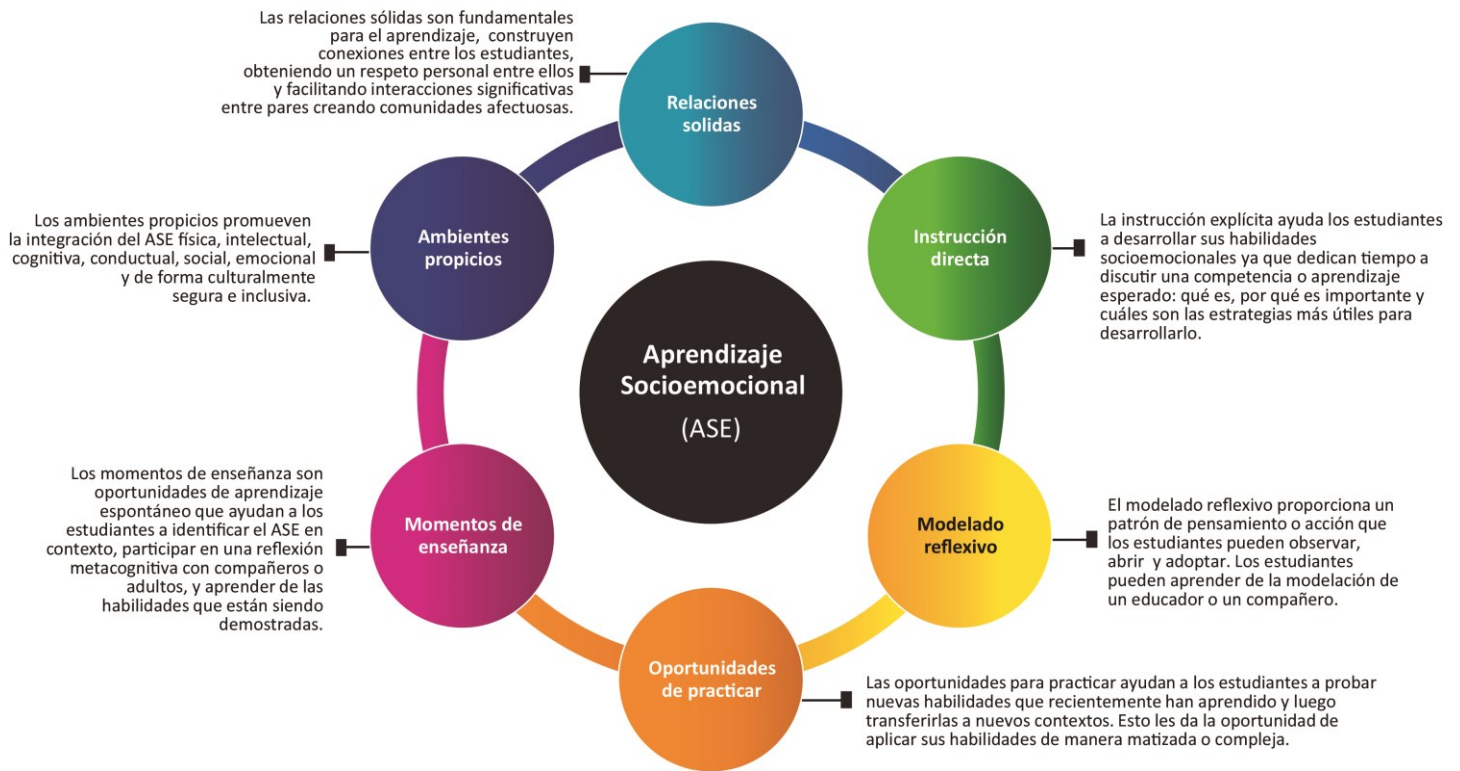 Las relaciones sólidas son fundamentales
para el aprendizaje, construyen
conexiones entre los estudiantes,
obteniendo un respeto personal entre ellos
y facilitando interacciones significativas
entre pares creando comunidades afectuosas.
Relaciones
solidas
Instrucción
directa
La instrucción explícita ayuda los estudiantes
a desarrollar sus habilidades
socioemocionales ya que dedican tiempo a
discutir una competencia o aprendizaje
esperado: qué es, por qué es importante y
cuáles son las estrategias más útiles para
desarrollarlo.
Modelado
reflexivo
El modelado reflexivo proporciona un
patrón de pensamiento o acción que
los estudiantes pueden observar,
abrir y adoptar. Los estudiantes
pueden aprender de la modelación de
un educador o un compañero.
Oportunidades
de practicar
Las oportunidades para practicar ayudan a los estudiantes a probar
nuevas habilidades que recientemente han aprendido y luego
transferirlas a nuevos contextos. Esto les da la oportunidad de
aplicar sus habilidades de manera matizada o compleja.
Momentos de
enseñanza
Los momentos de enseñanza son
oportunidades de aprendizaje
espontáneo que ayudan a los
estudiantes a identificar el ASE en
contexto, participar en una reflexión
metacognitiva con compañeros o
adultos, y aprender de las
habilidades que están siendo
demostradas.
Ambientes
propicios
Los ambientes propicios promueven
la integración del ASE física, intelectual,
cognitiva, conductual, social, emocional
y de forma culturalmente
segura e inclusiva.
Aprendizaje
Socioemocional
(ASE)